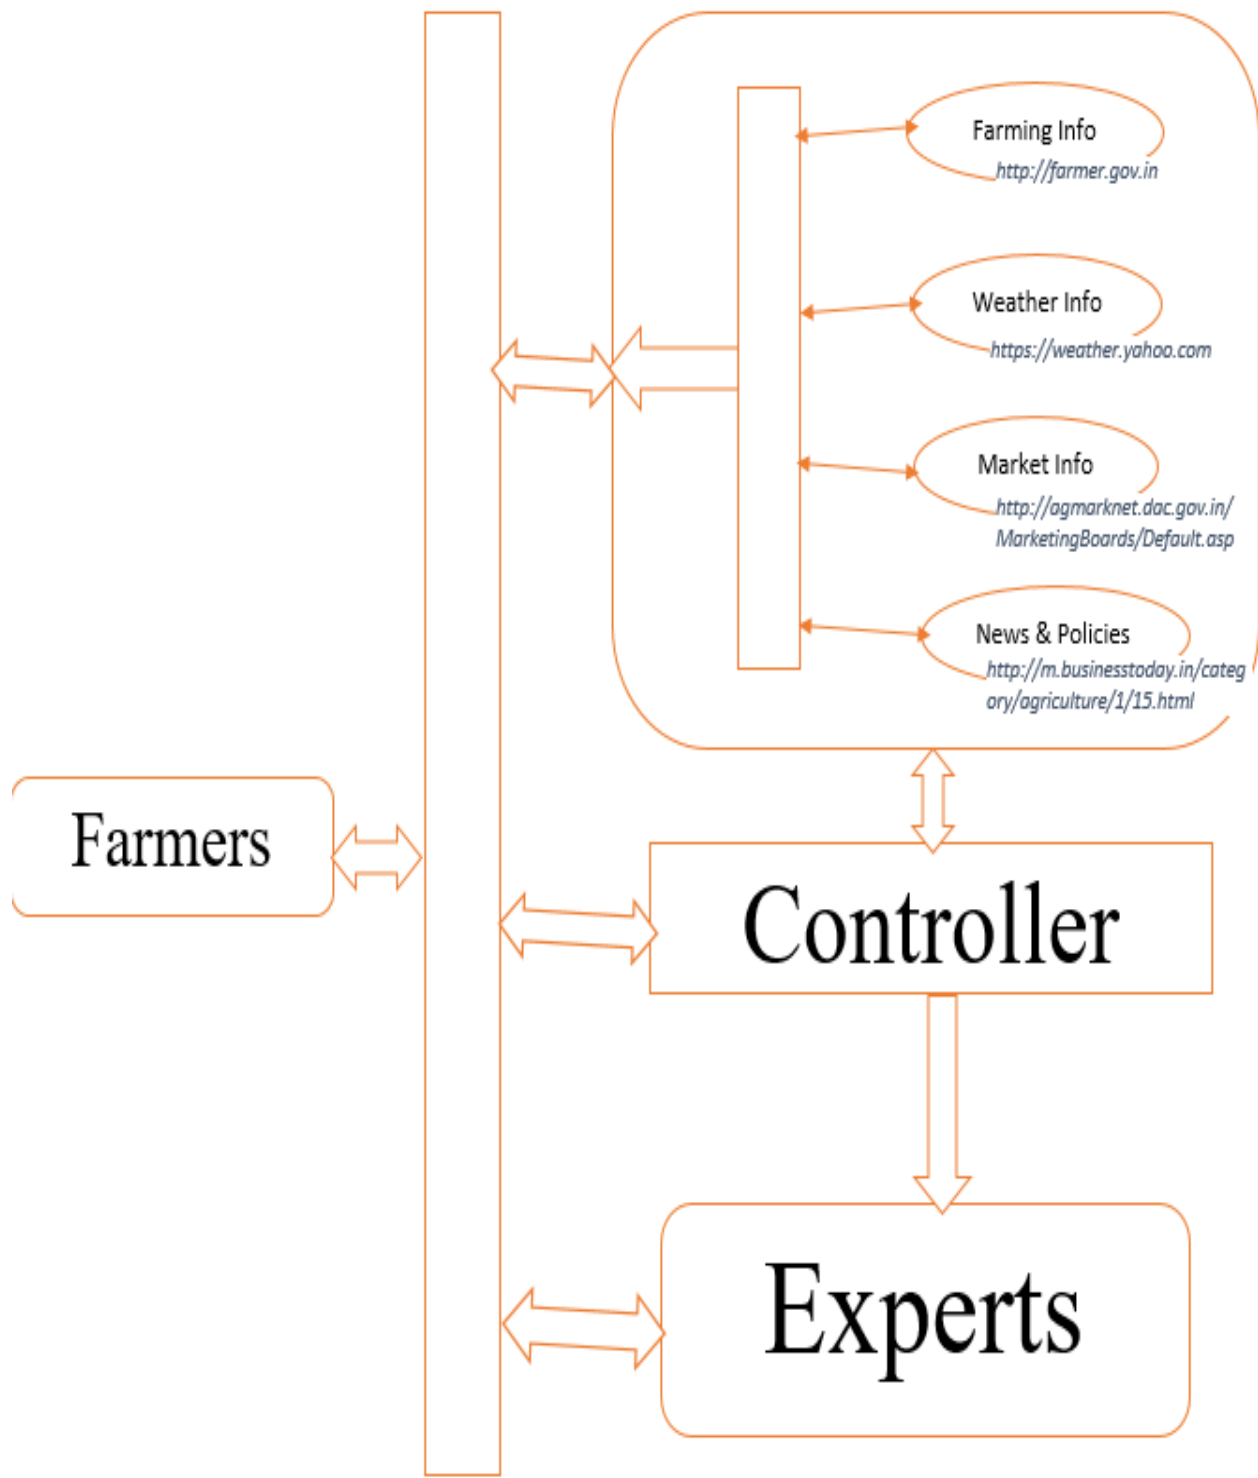 Farming Info
http://farmer.gov.in
Weather Info
https://weather.yahoo.com
Market Info
http://agmarknet.dac.gov.in/
MarketingBoards/Default.asp
News & Policies
http://m.businesstoday.in/categ
ory/agriculture/1/15.html
Farmers
Controller
Experts